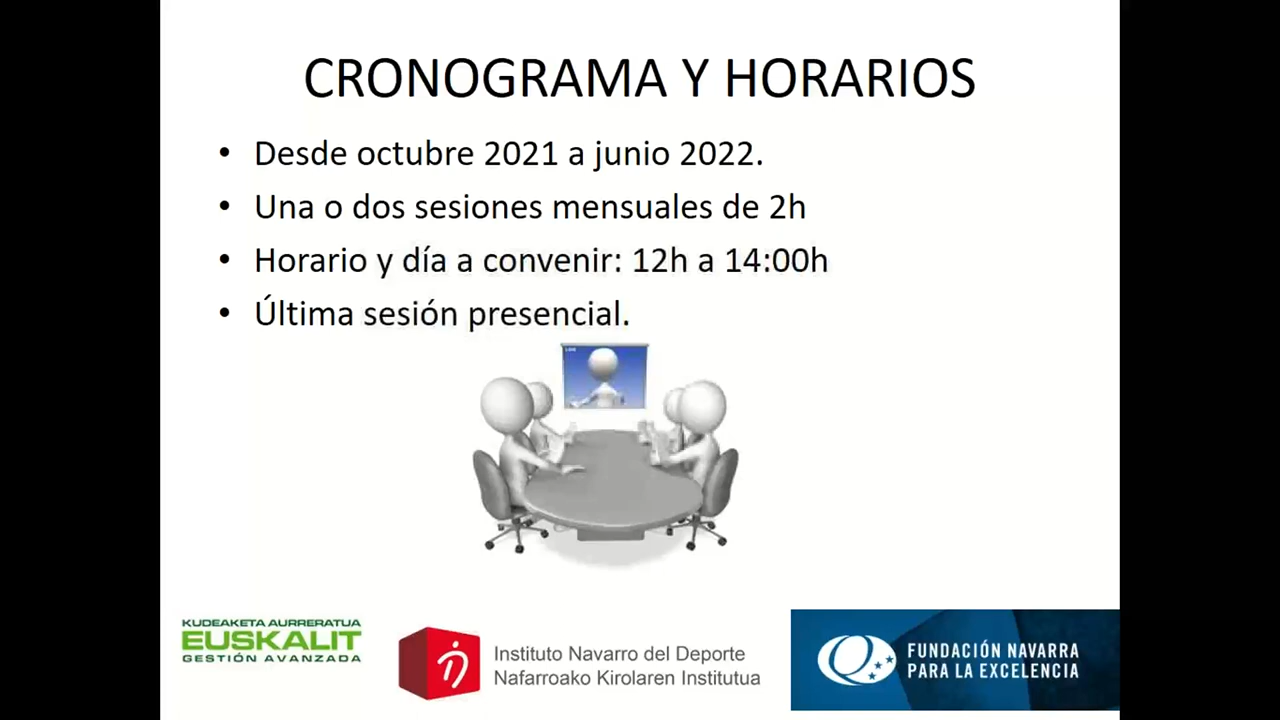 CRONOGRAMA Y HORARIOS
• Desde octubre 2021 a junio 2022.
• Una o dos sesiones mensuales de 2h
• Horario y día a convenir: 12h a 14:00h
• Última sesión presencial.
KUDEAKETA AURRERATUA
EUSKALIT
GESTIÓN AVANZADA
Instituto Navarro del Deporte
Nafarroako Kirolaren Institutua
FUNDACIÓN NAVARRA
PARA LA EXCELENCIA